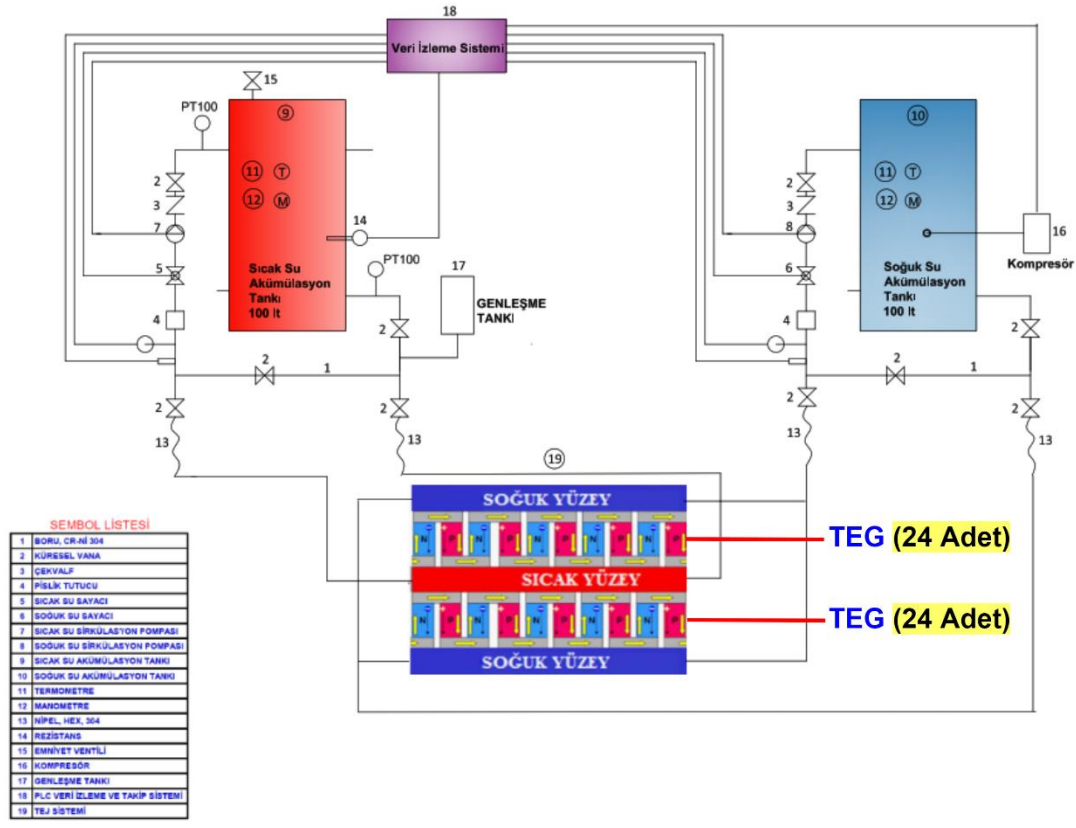 18
Veri İzleme Sistemi
15
PT100
9
10
11 T
12 M
2
3
7
14
5
4
Sıcak Su
Akümülasyon
Tankı
100 lt
PT100
17
GENLEŞME
TANKI
2
2
1
2
2
13
13
11 T
12 M
2
3
8
6
4
16
Kompresör
Soğuk Su
Akümülasyon
Tankı
100 lt
2
2
1
2
2
13
13
19
SOĞUK YÜZEY
N P N P N P N P
TEG (24 Adet)
SICAK YÜZEY
N P N P N P N P
TEG (24 Adet)
SOĞUK YÜZEY
SEMBOL LİSTESİ
1 BORU, CR-Nİ 304
2 KÜRESEL VANA
3 ÇEKVALF
4 PİSLİK TUTUCU
5 SICAK SU SAYACI
6 SOĞUK SU SAYACI
7 SICAK SU SİRKÜLASYON POMPASI
8 SOĞUK SU SİRKÜLASYON POMPASI
9 SICAK SU AKÜMÜLASYON TANKI
10 SOĞUK SU AKÜMÜLASYON TANKI
11 TERMOMETRE
12 MANOMETRE
13 NİPEL, HEX, 304
14 REZİSTANS
15 EMNİYET VENTİLİ
16 KOMPRESÖR
17 GENLEŞME TANKI
18 PLC VERİ İZLEME VE TAKİP SİSTEMİ
19 TEJ SİSTEMİ